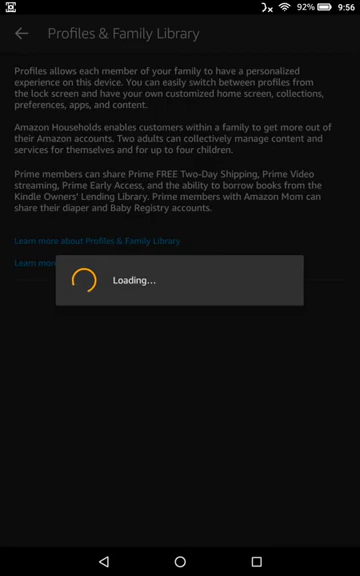 92% 9:56
Profiles & Family Library
Profiles allows each member of your family to have a personalized
experience on this device. You can easily switch between profiles from
the lock screen and have your own customized home screen, collections,
preferences, apps, and content.
Amazon Households enables customers within a family to get more out of
their Amazon accounts. Two adults can collectively manage content and
services for themselves and for up to four children.
Prime members can share Prime FREE Two-Day Shipping, Prime Video
streaming, Prime Early Access, and the ability to borrow books from the
Kindle Owners' Lending Library. Prime members with Amazon Mom can
share their diaper and Baby Registry accounts.
Learn more about Profiles & Family Library
Learn more
Loading...